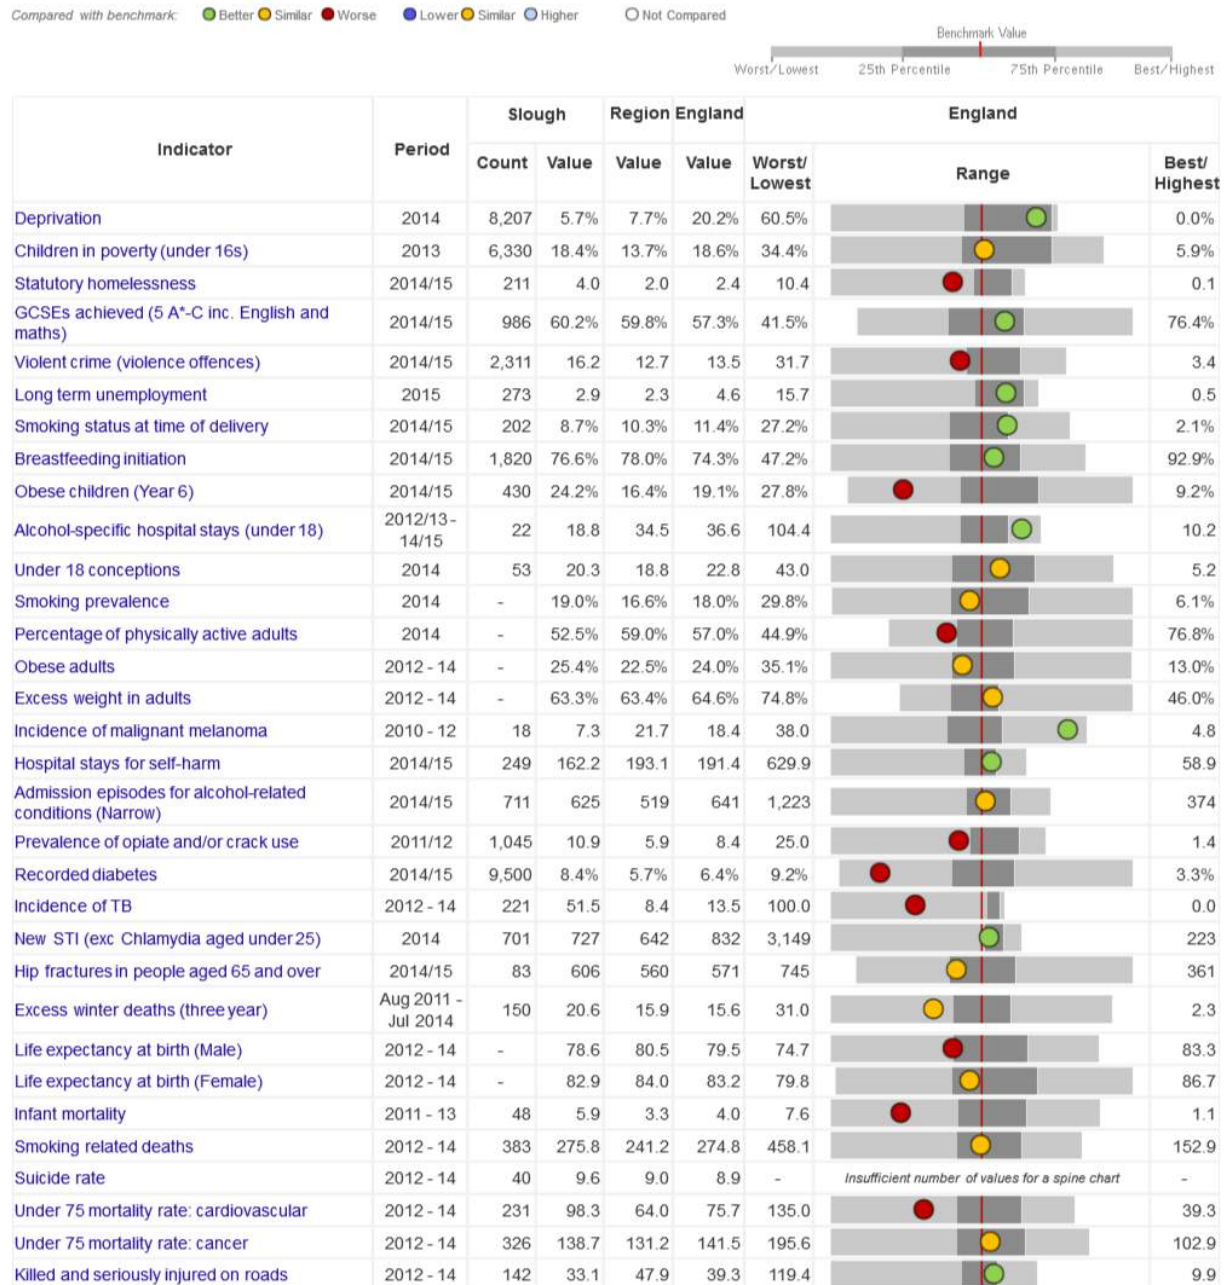 Compared with benchmark: Better Similar Worse Lower Similar Higher Not Compared
Benchmark Value
Worst/Lowest 25th Percentile 75th Percentile Best/Highest
Slough Region England England
Indicator Period
Count Value Value Value Worst/ Range Best/
Lowest Highest
Deprivation 2014 8,207 5.7% 7.7% 20.2% 60.5% 0.0%
Children in poverty (under 16s) 2013 6,330 18.4% 13.7% 18.6% 34.4% 5.9%
Statutory homelessness 2014/15 211 4.0 2.0 2.4 10.4 0.1
GCSEs achieved (5 A*-C inc. English and
maths) 2014/15 986 60.2% 59.8% 57.3% 41.5% 76.4%
Violent crime (violence offences) 2014/15 2,311 16.2 12.7 13.5 31.7 3.4
Long term unemployment 2015 273 2.9 2.3 4.6 15.7 0.5
Smoking status at time of delivery 2014/15 202 8.7% 10.3% 11.4% 27.2% 2.1%
Breastfeeding initiation 2014/15 1,820 76.6% 78.0% 74.3% 47.2% 92.9%
Obese children (Year 6) 2014/15 430 24.2% 16.4% 19.1% 27.8% 9.2%
Alcohol-specific hospital stays (under 18) 2012/13 -
14/15 22 18.8 34.5 36.6 104.4 10.2
Under 18 conceptions 2014 53 20.3 18.8 22.8 43.0 5.2
Smoking prevalence 2014 - 19.0% 16.6% 18.0% 29.8% 6.1%
Percentage of physically active adults 2014 - 52.5% 59.0% 57.0% 44.9% 76.8%
Obese adults 2012 - 14 - 25.4% 22.5% 24.0% 35.1% 13.0%
Excess weight in adults 2012 - 14 - 63.3% 63.4% 64.6% 74.8% 46.0%
Incidence of malignant melanoma 2010 - 12 18 7.3 21.7 18.4 38.0 4.8
Hospital stays for self-harm 2014/15 249 162.2 193.1 191.4 629.9 58.9
Admission episodes for alcohol-related
conditions (Narrow) 2014/15 711 625 519 641 1,223 374
Prevalence of opiate and/or crack use 2011/12 1,045 10.9 5.9 8.4 25.0 1.4
Recorded diabetes 2014/15 9,500 8.4% 5.7% 6.4% 9.2% 3.3%
Incidence of TB 2012 - 14 221 51.5 8.4 13.5 100.0 0.0
New STI (exc Chlamydia aged under 25) 2014 701 727 642 832 3,149 223
Hip fractures in people aged 65 and over 2014/15 83 606 560 571 745 361
Excess winter deaths (three year) Aug 2011 -
Jul 2014 150 20.6 15.9 15.6 31.0 2.3
Life expectancy at birth (Male) 2012 - 14 - 78.6 80.5 79.5 74.7 83.3
Life expectancy at birth (Female) 2012 - 14 - 82.9 84.0 83.2 79.8 86.7
Infant mortality 2011 - 13 48 5.9 3.3 4.0 7.6 1.1
Smoking related deaths 2012 - 14 383 275.8 241.2 274.8 458.1 152.9
Suicide rate 2012 - 14 40 9.6 9.0 8.9 - Insufficient number of values for a spine chart -
Under 75 mortality rate: cardiovascular 2012 - 14 231 98.3 64.0 75.7 135.0 39.3
Under 75 mortality rate: cancer 2012 - 14 326 138.7 131.2 141.5 195.6 102.9
Killed and seriously injured on roads 2012 - 14 142 33.1 47.9 39.3 119.4 9.9